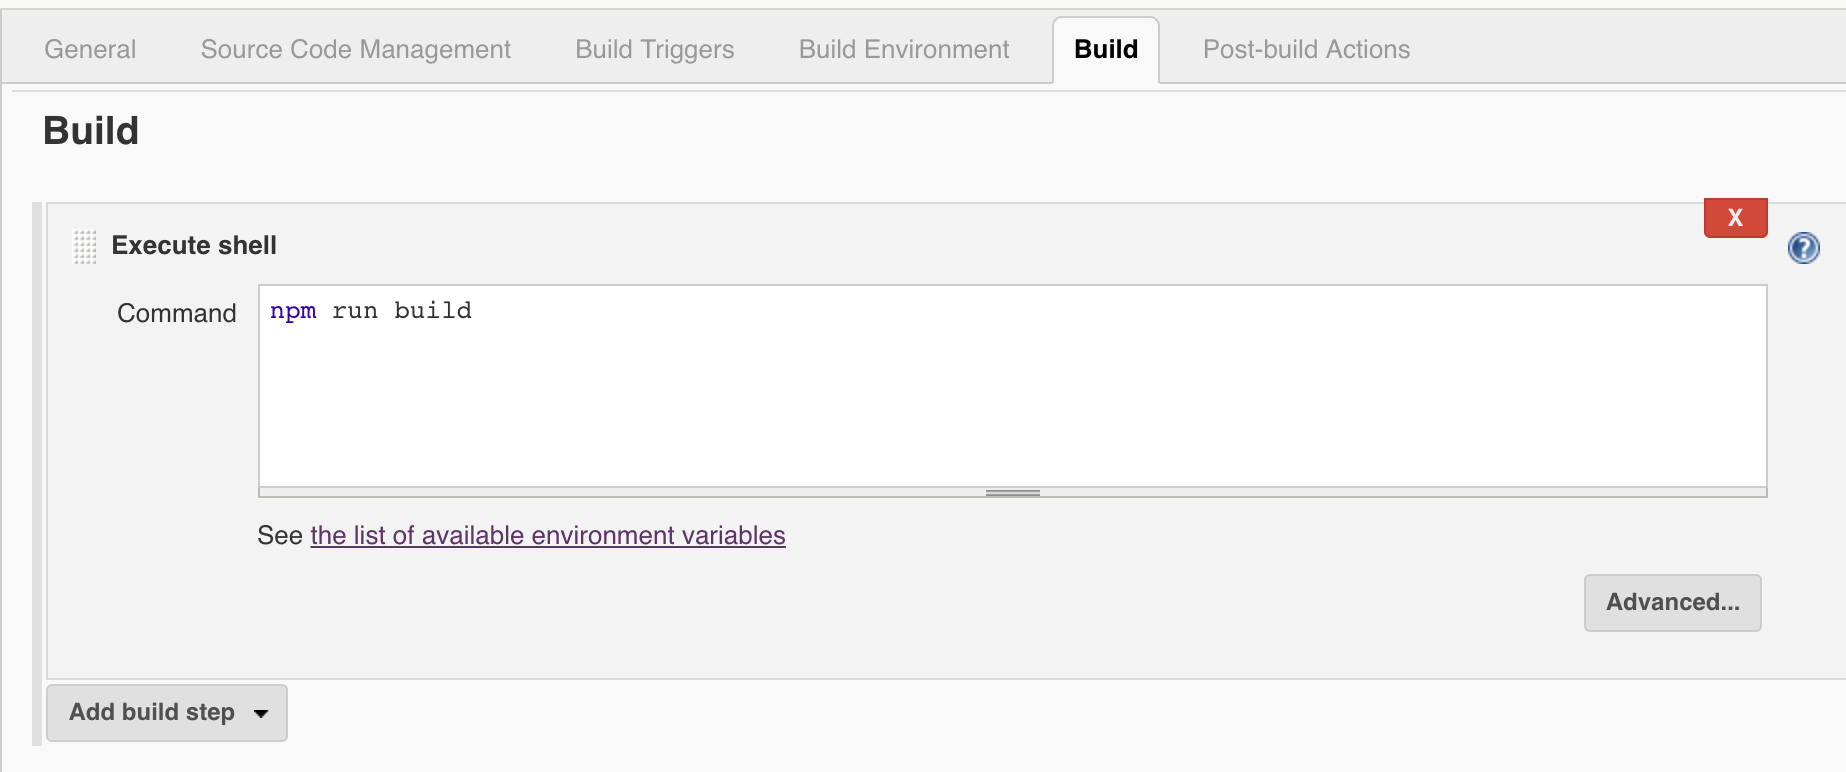 General Source Code Management Build Triggers Build Environment Build Post-build Actions
Build
X
Execute shell
?
Command
npm run build
See the list of available environment variables
Advanced...
Add build step